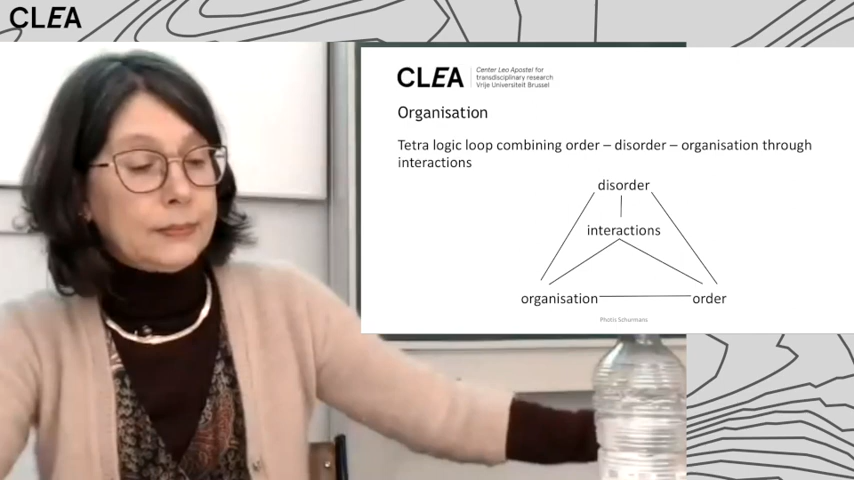 CLEA
CLEA
Center Leo Apostel for
transdisciplinary research
Vrije Universiteit Brussel
Organisation
Tetra logic loop combining order – disorder – organisation through
interactions
disorder
interactions
organisation
order
Photis Schurmans